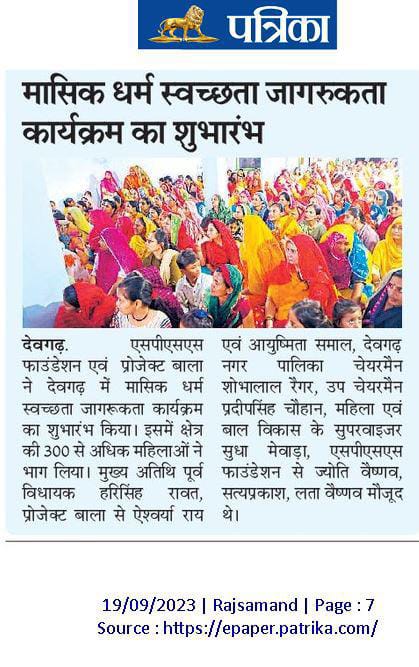 पत्रिका
मासिक धर्म स्वच्छता जागरुकता
कार्यक्रम का शुभारंभ
देवगढ़. एसपीएसएस
फाउंडेशन एवं प्रोजेक्ट बाला
ने देवगढ़ में मासिक धर्म
स्वच्छता जागरूकता कार्यक्रम
का शुभारंभ किया। इसमें क्षेत्र
की 300 से अधिक महिलाओं ने
भाग लिया। मुख्य अतिथि पूर्व
विधायक हरिसिंह रावत,
प्रोजेक्ट बाला से ऐश्वर्या राय
एवं आयुष्मिता समाल, देवगढ़
नगर पालिका चेयरमैन
शोभालाल रैगर, उप चेयरमैन
प्रदीपसिंह चौहान, महिला एवं
बाल विकास के सुपरवाइजर
सुधा मेवाड़ा, एसपीएसएस
फाउंडेशन से ज्योति वैष्णव,
सत्यप्रकाश, लता वैष्णव मौजूद
थे।
19/09/2023 | Rajsamand | Page : 7
Source : https://epaper.patrika.com/